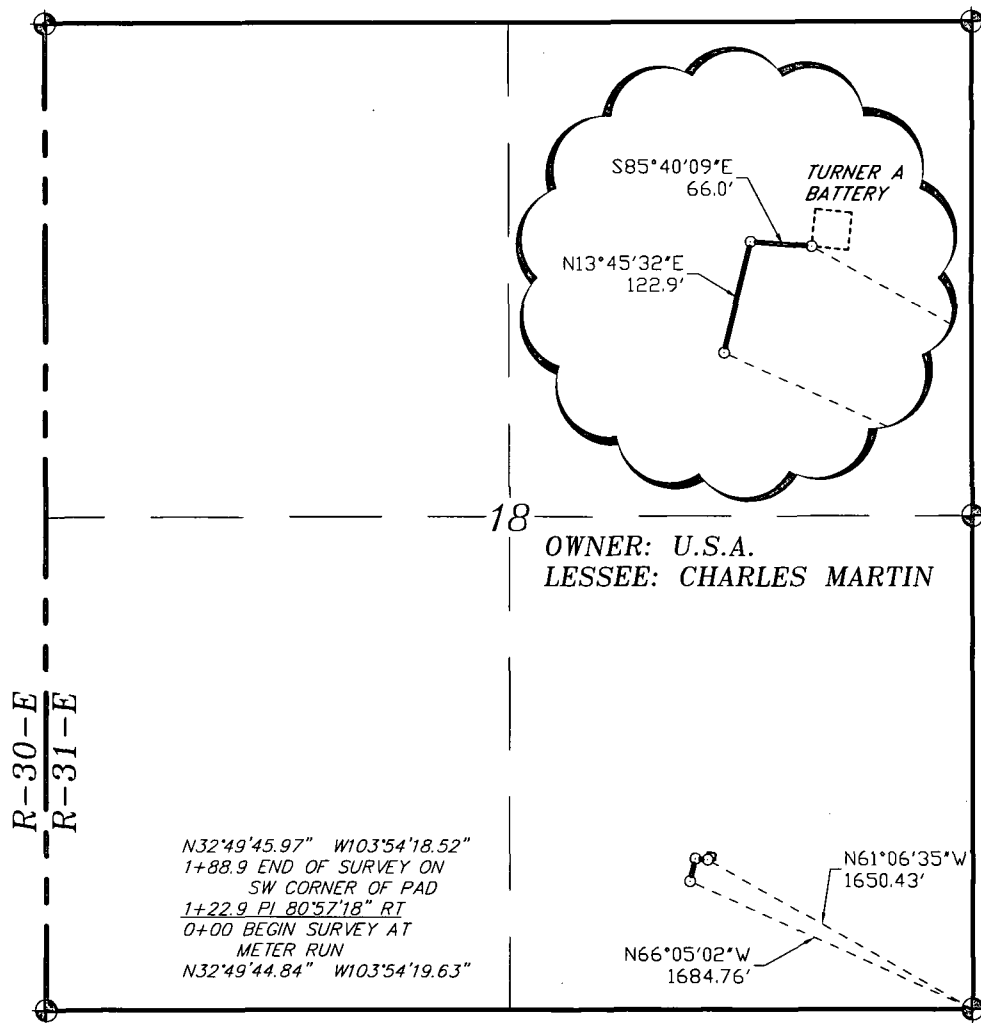 S85°40'09"E
66.0'
TURNER A
BATTERY
N13°45'32"E
122.9'
18
OWNER: U.S.A.
LESSEE: CHARLES MARTIN
R-30-E
R-31-E
N32°49'45.97" W103°54'18.52"
1+88.9 END OF SURVEY ON
SW CORNER OF PAD
1+22.9 PI 80°57'18" RT
0+00 BEGIN SURVEY AT
METER RUN
N32°49'44.84" W103°54'19.63"
N61°06'35"W
1650.43'
N66°05'02"W
1684.76'